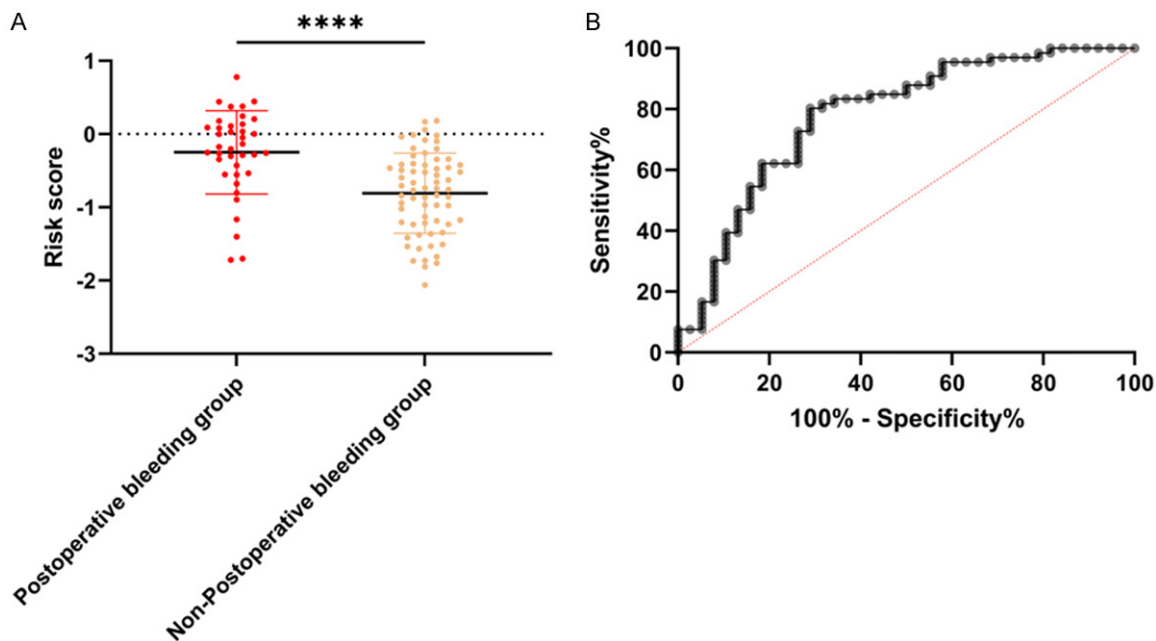 A
****
1
0
-1
-2
-3
Risk score
Postoperative bleeding group
Non-Postoperative bleeding group
B
100
80
60
40
20
0
Sensitivity%
0 20 40 60 80 100
100% - Specificity%